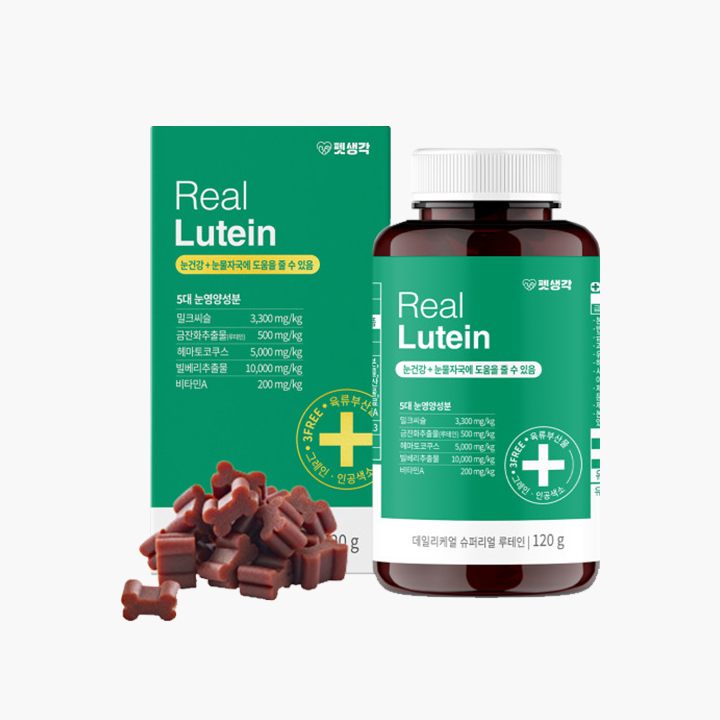 펫생각
Real
Lutein
눈건강 + 눈물자국에 도움을 줄 수 있음
5대 눈영양성분
밀크씨슬 3,300 mg/kg
금잔화추출물(루테인) 500 mg/kg
헤마토코쿠스 5,000 mg/kg
빌베리추출물 10,000 mg/kg
비타민A 200 mg/kg
3FREE • 육류부산물
그레인 · 인공색소
펫생각
Real
Lutein
눈건강 + 눈물자국에 도움을 줄 수 있음
5대 눈영양성분
밀크씨슬 3,300 mg/kg
금잔화추출물(루테인) 500 mg/kg
헤마토코쿠스 5,000 mg/kg
빌베리추출물 10,000 mg/kg
비타민A 200 mg/kg
3FREE • 육류부산물
그레인 · 인공색소
데일리케얼 슈퍼리얼 루테인 | 120 g